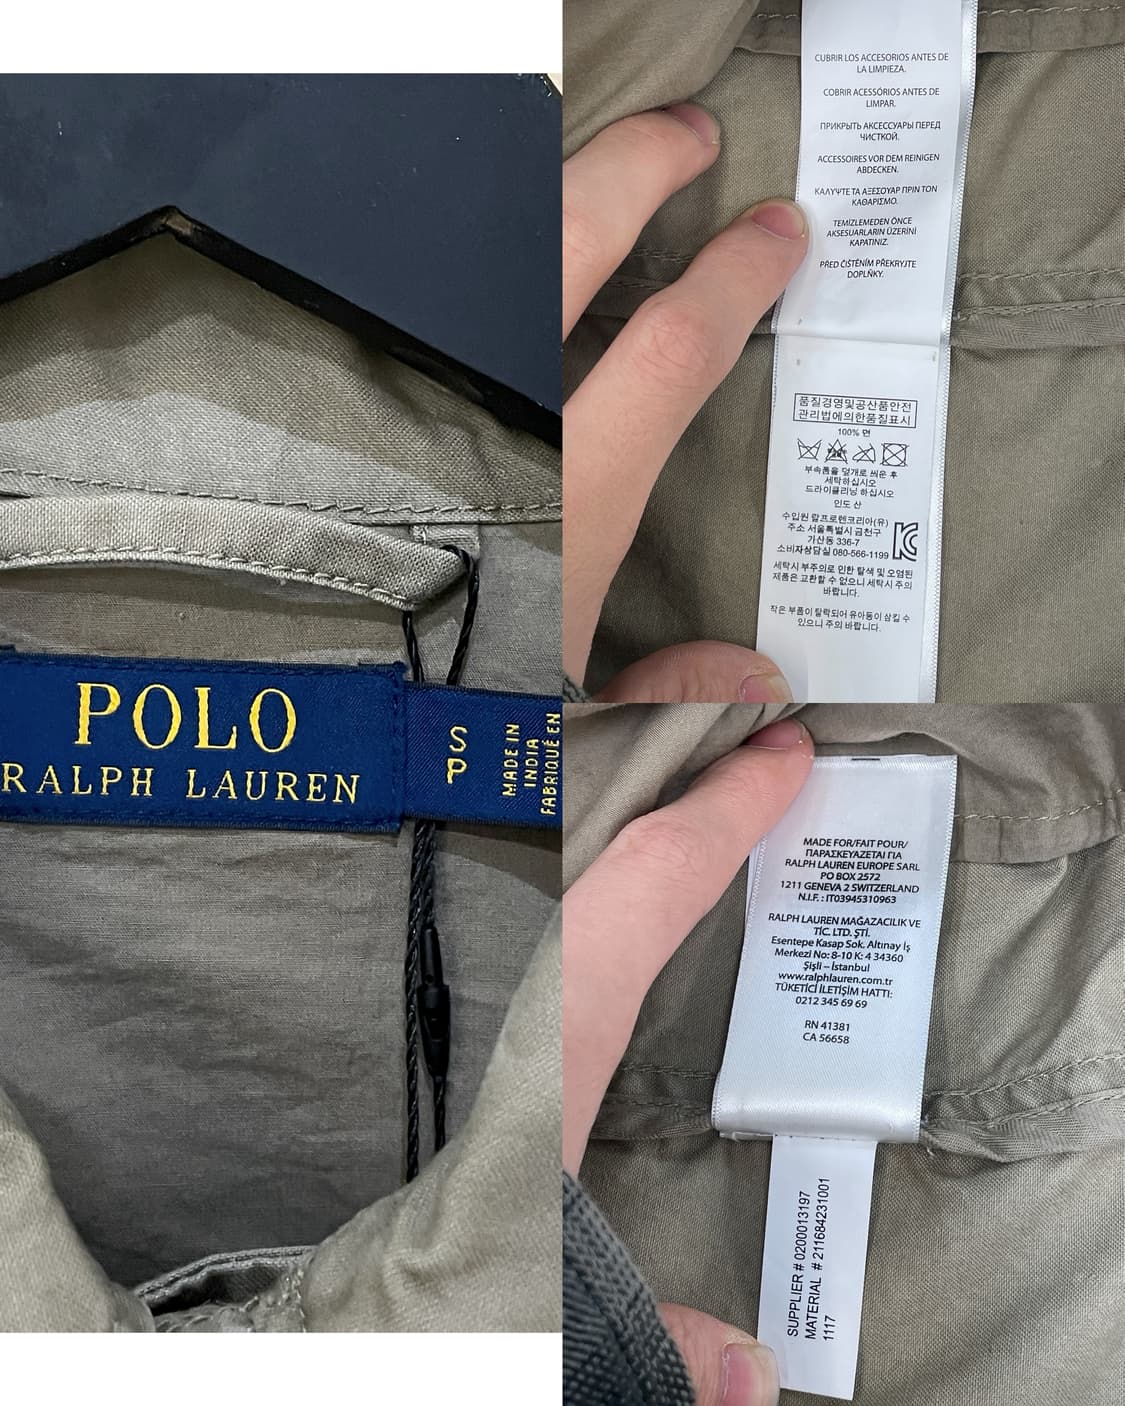 POLO
RALPH LAUREN
S
P
MADE IN
INDIA
FABRIQUÉ EN
CUBRIR LOS ACCESORIOS ANTES DE
LA LIMPIEZA.
COBRIR ACESSÓRIOS ANTES DE
LIMPAR.
ПРИКРЫТЬ АКСЕССУАРЫ ПЕРЕД
ЧИСТКОЙ.
ACCESSOIRES VOR DEM REINIGEN
ABDECKEN.
ΚΑΛΥΨΤΕ ΤΑ ΑΞΕΣΟΥΑΡ ΠΡΙΝ ΤΟΝ
ΚΑΘΑΡΙΣΜΟ.
TEMİZLEMEDEN ÖNCE
AKSESUARLARIN ÜZERİNİ
KAPATINIZ.
PŘED ČIŠTĚNÍM PŘEKRYJTE
DOPLŇKY.
품질경영및공산품안전
관리법에의한품질표시
100% 면
부속품을 덮개로 씌운 후
세탁하십시오
드라이클리닝 하십시오
인도 산
수입원 랄프로렌코리아(유)
주소 서울특별시 금천구
가산동 336-7
소비자상담실 080-566-1199
세탁시 부주의로 인한 탈색 및 오염된
제품은 교환할 수 없으니 세탁시 주의
바랍니다.
작은 부품이 탈락되어 유아동이 삼킬 수
있으니 주의 바랍니다.
MADE FOR/FAIT POUR/
ΠΑΡΑΣΚΕΥΑΖΕΤΑΙ ΓΙΑ
RALPH LAUREN EUROPE SARL
PO BOX 2572
1211 GENEVA 2 SWITZERLAND
N.I.F. : IT03945310963
RALPH LAUREN MAĞAZACILIK VE
TİC. LTD. ŞTİ.
Esentepe Kasap Sok. Altınay İş
Merkezi No: 8-10 K: 4 34360
Şişli – İstanbul
www.ralphlauren.com.tr
TÜKETİCİ İLETİŞİM HATTI:
0212 345 69 69
RN 41381
CA 56658
SUPPLIER # 0200013197
MATERIAL # 211684231001
1117